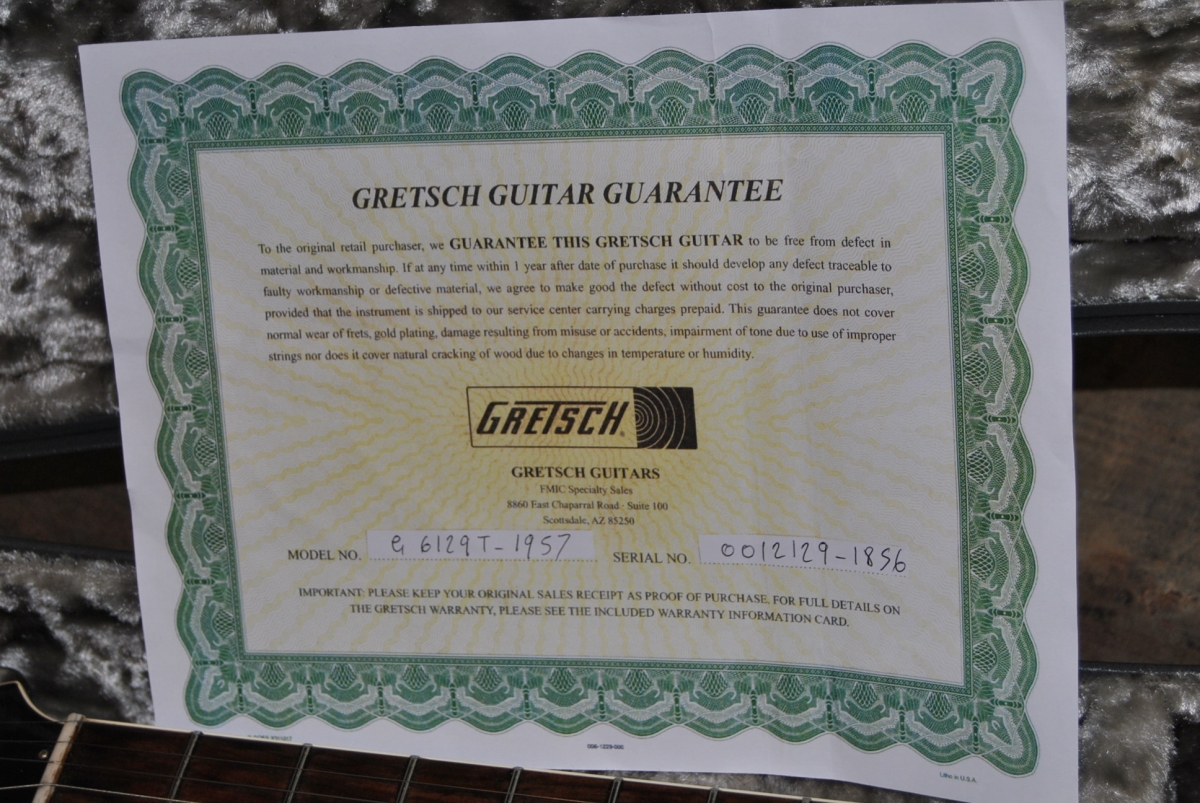 GRETSCH GUITAR GUARANTEE
To the original retail purchaser, we GUARANTEE THIS GRETSCH GUITAR to be free from defect in
material and workmanship. If at any time within 1 year after date of purchase it should develop any defect traceable to
faulty workmanship or defective material, we agree to make good the defect without cost to the original purchaser,
provided that the instrument is shipped to our service center carrying charges prepaid. This guarantee does not cover
normal wear of frets, gold plating, damage resulting from misuse or accidents, impairment of tone due to use of improper
strings nor does it cover natural cracking of wood due to changes in temperature or humidity.
GRETSCH
GRETSCH GUITARS
FMIC Specialty Sales
8860 East Chaparral Road · Suite 100
Scottsdale, AZ 85250
MODEL NO. G 6129T-1957 SERIAL NO. 0012129-1856
IMPORTANT: PLEASE KEEP YOUR ORIGINAL SALES RECEIPT AS PROOF OF PURCHASE, FOR FULL DETAILS ON
THE GRETSCH WARRANTY, PLEASE SEE THE INCLUDED WARRANTY INFORMATION CARD.
006-1229-000
Litho in U.S.A.